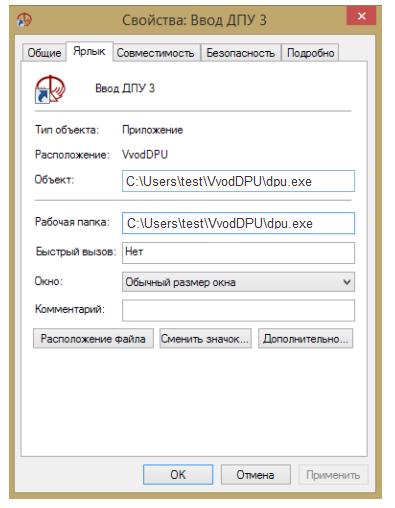 Свойства: Ввод ДПУ 3
Общие Ярлык Совместимость Безопасность Подробно
Ввод ДПУ 3
Тип объекта: Приложение
Расположение: VvodDPU
Объект: C:\Users\test\VvodDPU\dpu.exe
Рабочая папка: C:\Users\test\VvodDPU\dpu.exe
Быстрый вызов: Нет
Окно: Обычный размер окна
Комментарий:
Расположение файла Сменить значок... Дополнительно...
OK Отмена Применить